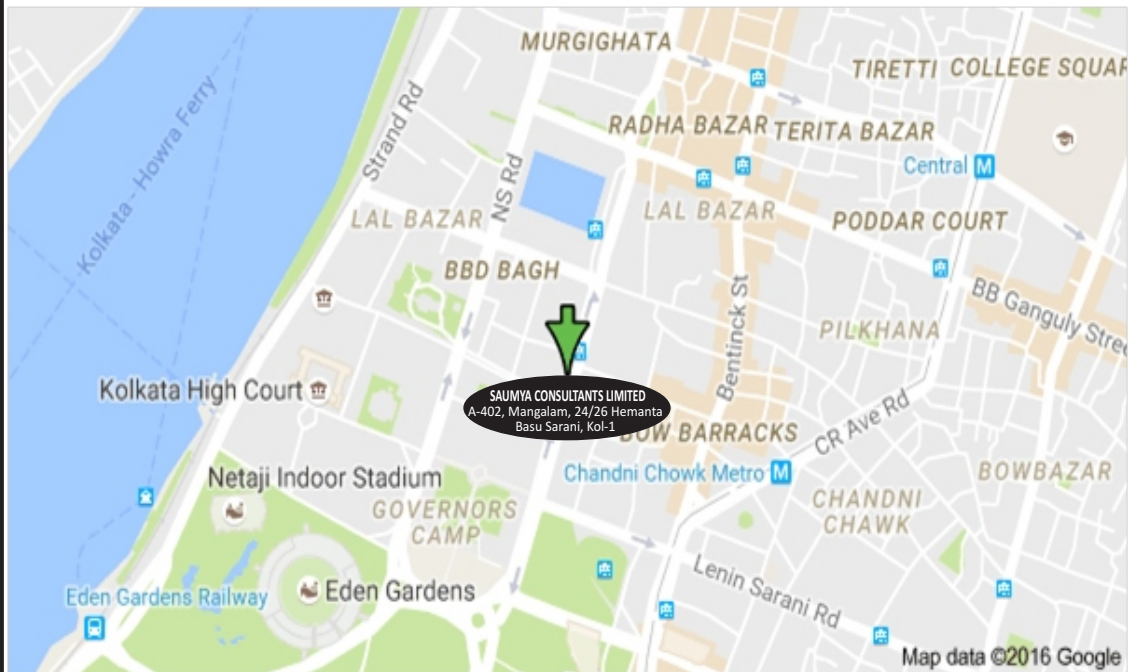 MURGIGHATA
TIRETTI COLLEGE SQUAR
Kolkata - Howra Ferry
Strand Rd
RADHA BAZAR
TERITA BAZAR
Central M
NS Rd
LAL BAZAR
LAL BAZAR
PODDAR COURT
BBD BAGH
BB Ganguly Stree
Bentinck St
PILKHANA
Kolkata High Court
SAUMYA CONSULTANTS LIMITED
A-402, Mangalam, 24/26 Hemanta
Basu Sarani, Kol-1
BOW BARRACKS
CR Ave Rd
Chandni Chowk Metro M
BOWBAZAR
Netaji Indoor Stadium
GOVERNORS
CAMP
CHANDNI
CHAWK
Lenin Sarani Rd
Eden Gardens
Eden Gardens Railway
Map data ©2016 Google